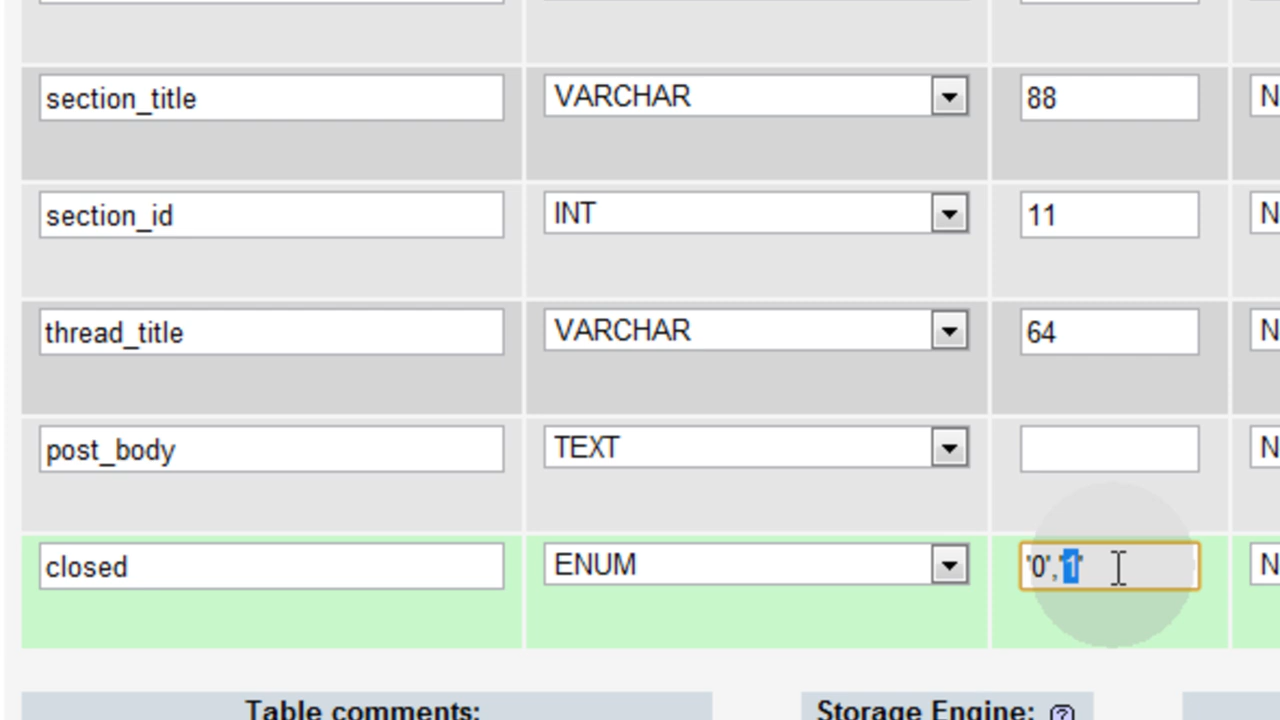 section_title VARCHAR 88 N
section_id INT 11 N
thread_title VARCHAR 64 N
post_body TEXT N
closed ENUM '0','1' N
Table comments: Storage Engine: ?